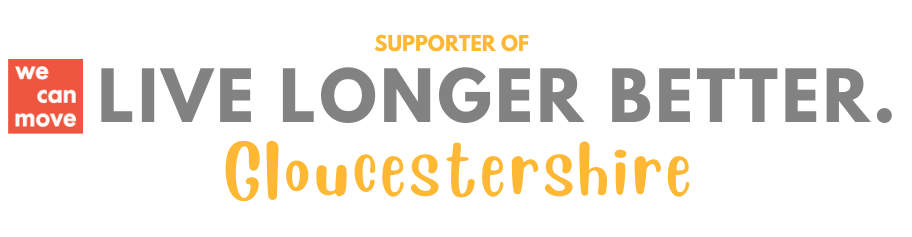 SUPPORTER OF
we
can
move
LIVE LONGER BETTER.
Gloucestershire